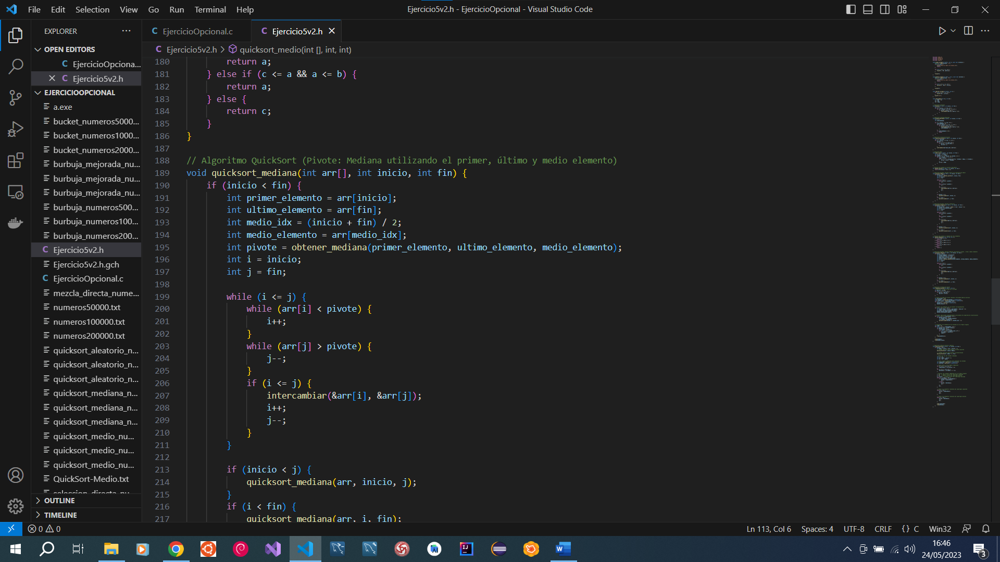 File Edit Selection View Go Run Terminal Help
Ejercicio5v2.h - EjercicioOpcional - Visual Studio Code
EXPLORER
OPEN EDITORS
C EjercicioOpciona...
C Ejercicio5v2.h
EJERCICIOOPCIONAL
a.exe
bucket_numeros5000...
bucket_numeros1000...
bucket_numeros2000...
burbuja_mejorada_nu...
burbuja_mejorada_nu...
burbuja_mejorada_nu...
burbuja_numeros500...
burbuja_numeros100...
burbuja_numeros200...
C Ejercicio5v2.h
Ejercicio5v2.h.gch
C EjercicioOpcional.c
mezcla_directa_nume...
numeros50000.txt
numeros100000.txt
numeros200000.txt
quicksort_aleatorio_n...
quicksort_aleatorio_n...
quicksort_aleatorio_n...
quicksort_mediana_n...
quicksort_mediana_n...
quicksort_mediana_n...
quicksort_medio_nu...
quicksort_medio_nu...
quicksort_medio_nu...
QuickSort-Medio.txt
seleccion_directa_nu...
OUTLINE
TIMELINE
C EjercicioOpcional.c
C Ejercicio5v2.h
C Ejercicio5v2.h > quicksort_medio(int [], int, int)
180 return a;
181 } else if (c <= a && a <= b) {
182 return a;
183 } else {
184 return c;
185 }
186 }
187
188 // Algoritmo QuickSort (Pivote: Mediana utilizando el primer, último y medio elemento)
189 void quicksort_mediana(int arr[], int inicio, int fin) {
190 if (inicio < fin) {
191 int primer_elemento = arr[inicio];
192 int ultimo_elemento = arr[fin];
193 int medio_idx = (inicio + fin) / 2;
194 int medio_elemento = arr[medio_idx];
195 int pivote = obtener_mediana(primer_elemento, ultimo_elemento, medio_elemento);
196 int i = inicio;
197 int j = fin;
198
199 while (i <= j) {
200 while (arr[i] < pivote) {
201 i++;
202 }
203 while (arr[j] > pivote) {
204 j--;
205 }
206 if (i <= j) {
207 intercambiar(&arr[i], &arr[j]);
208 i++;
209 j--;
210 }
211 }
212
213 if (inicio < j) {
214 quicksort_mediana(arr, inicio, j);
215 }
216 if (i < fin) {
217 quicksort_mediana(arr, i, fin);
0 0
Ln 113, Col 6 Spaces: 4 UTF-8 CRLF {} C Win32
16:46
24/05/2023
3